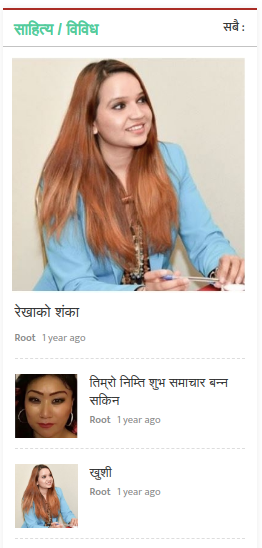 साहित्य / विविध
सबै :
रेखाको शंका
Root 1 year ago
तिम्रो निम्ति शुभ समाचार बन्न
सकिन
Root 1 year ago
खुशी
Root 1 year ago